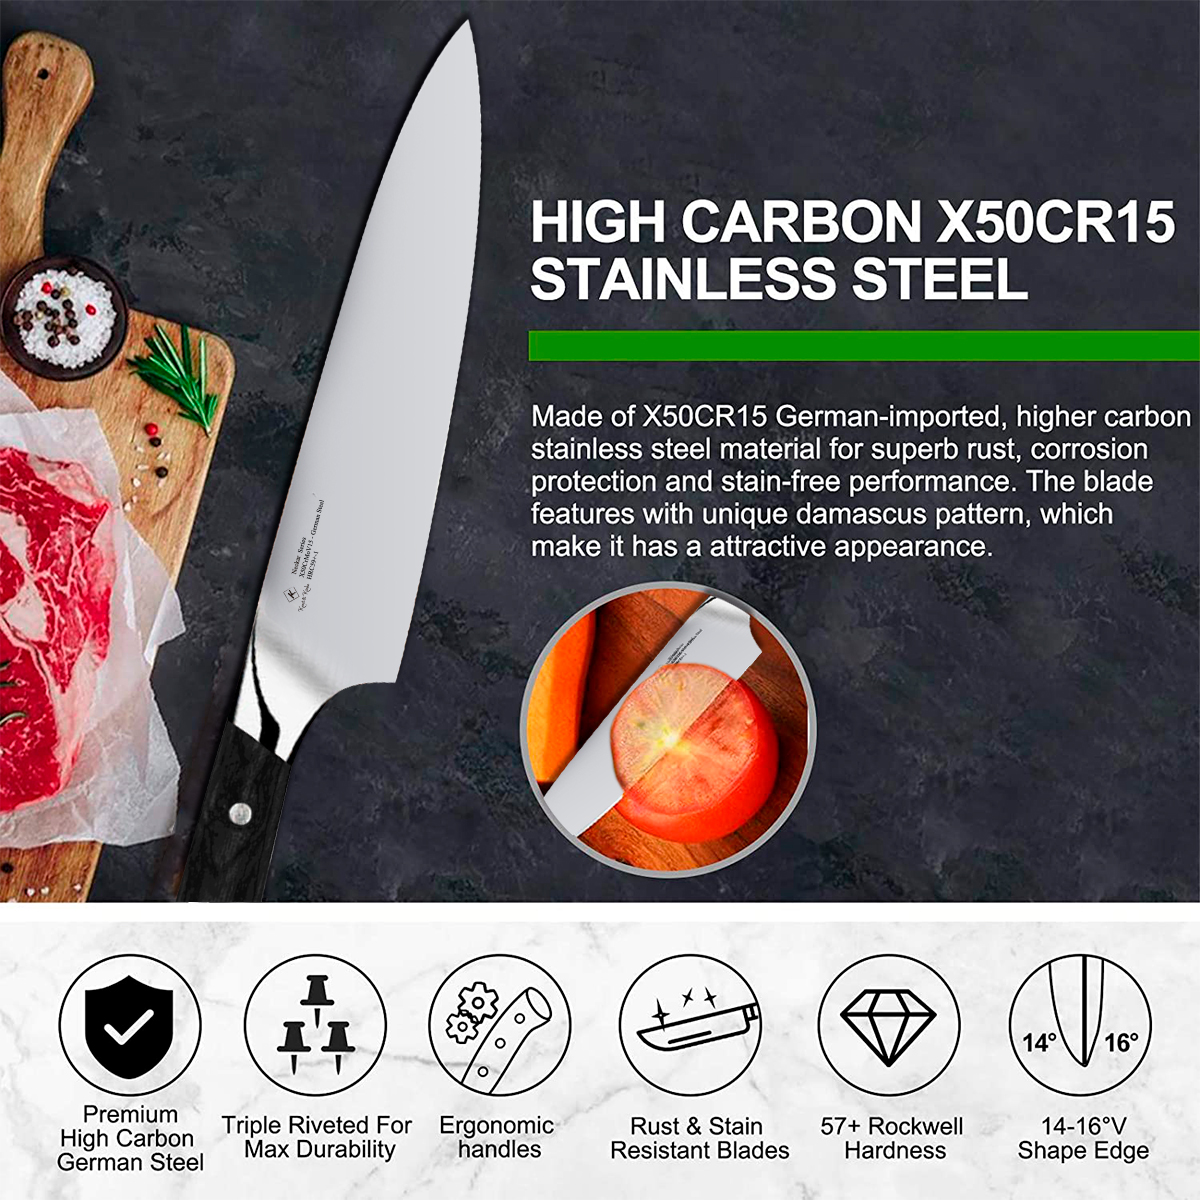 HIGH CARBON X50CR15
STAINLESS STEEL
Made of X50CR15 German-imported, higher carbon
stainless steel material for superb rust, corrosion
protection and stain-free performance. The blade
features with unique damascus pattern, which
make it has a attractive appearance.
X50CrMoV15 - German Steel
Premium
High Carbon
German Steel
Triple Riveted For
Max Durability
Ergonomic
handles
Rust & Stain
Resistant Blades
57+ Rockwell
Hardness
14° 16°
14-16°V
Shape Edge